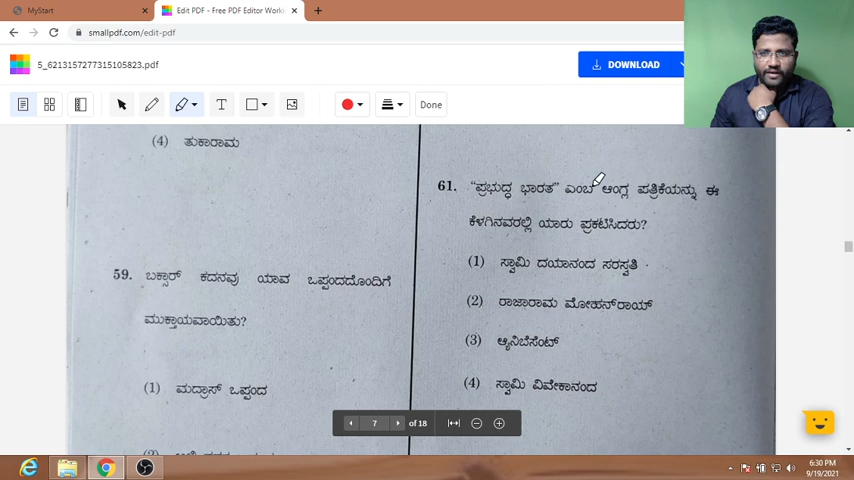 MyStart
Edit PDF - Free PDF Editor Work
smallpdf.com/edit-pdf
5_6213157277315105823.pdf
DOWNLOAD
Done
(4) ತುಕಾರಾಮ
59. ಬಕ್ಸಾರ್ ಕದನವು ಯಾವ ಒಪ್ಪಂದದೊಂದಿಗೆ
ಮುಕ್ತಾಯವಾಯಿತು?
(1) ಮದ್ರಾಸ್ ಒಪ್ಪಂದ
61. "ಪ್ರಭುದ್ಧ ಭಾರತ" ಎಂಬ ಆಂಗ್ಲ ಪತ್ರಿಕೆಯನ್ನು ಈ
ಕೆಳಗಿನವರಲ್ಲಿ ಯಾರು ಪ್ರಕಟಿಸಿದರು?
(1) ಸ್ವಾಮಿ ದಯಾನಂದ ಸರಸ್ವತಿ
(2) ರಾಜಾರಾಮ ಮೋಹನ್‌ರಾಯ್
(3) ಆ್ಯನಿಬೆಸೆಂಟ್
(4) ಸ್ವಾಮಿ ವಿವೇಕಾನಂದ
7 of 18
6:30 PM
9/19/2021